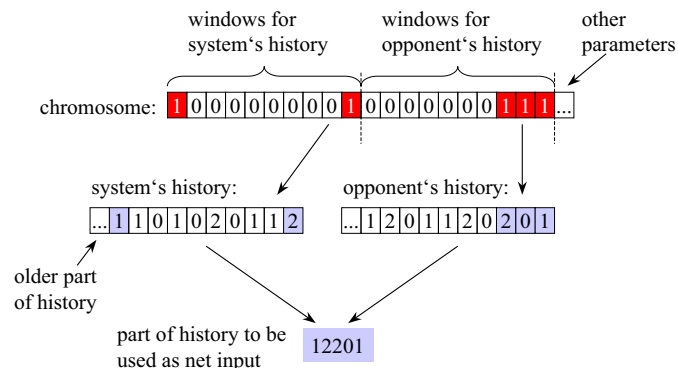 windows for
system‘s history
windows for
opponent‘s history
other
parameters
chromosome: 1 0 0 0 0 0 0 0 0 1 0 0 0 0 0 0 0 1 1 1 ...
system‘s history:
opponent‘s history:
... 1 1 0 1 0 2 0 1 1 2
... 1 2 0 1 1 2 0 2 0 1
older part
of history
part of history to be
used as net input
12201